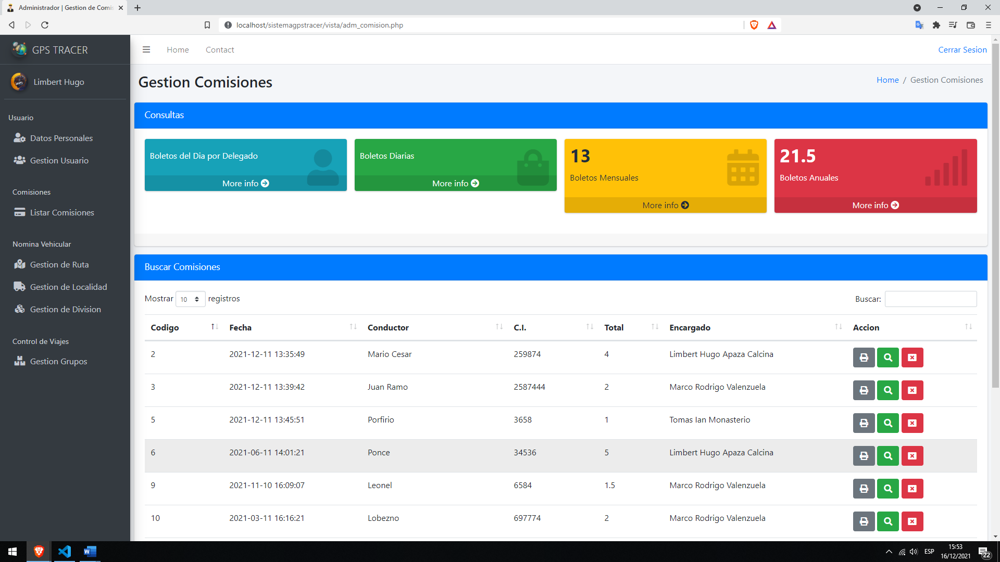 Administrador | Gestion de Comis
localhost/sistemagpstracer/vista/adm_comision.php
GPS TRACER
Home
Contact
Cerrar Sesion
Limbert Hugo
Gestion Comisiones
Home / Gestion Comisiones
Usuario
Datos Personales
Gestion Usuario
Comisiones
Listar Comisiones
Nomina Vehicular
Gestion de Ruta
Gestion de Localidad
Gestion de Division
Control de Viajes
Gestion Grupos
Consultas
Boletos del Dia por Delegado
More info
Boletos Diarias
More info
13
Boletos Mensuales
More info
21.5
Boletos Anuales
More info
Buscar Comisiones
Mostrar 10 registros
Buscar:
Codigo Fecha Conductor C.I. Total Encargado Accion
2 2021-12-11 13:35:49 Mario Cesar 259874 4 Limbert Hugo Apaza Calcina
3 2021-12-11 13:39:42 Juan Ramo 2587444 2 Marco Rodrigo Valenzuela
5 2021-12-11 13:45:51 Porfirio 3658 1 Tomas Ian Monasterio
6 2021-06-11 14:01:21 Ponce 34536 5 Limbert Hugo Apaza Calcina
9 2021-11-10 16:09:07 Leonel 6584 1.5 Marco Rodrigo Valenzuela
10 2021-03-11 16:16:21 Lobezno 697774 2 Marco Rodrigo Valenzuela
ESP
15:53
16/12/2021
22